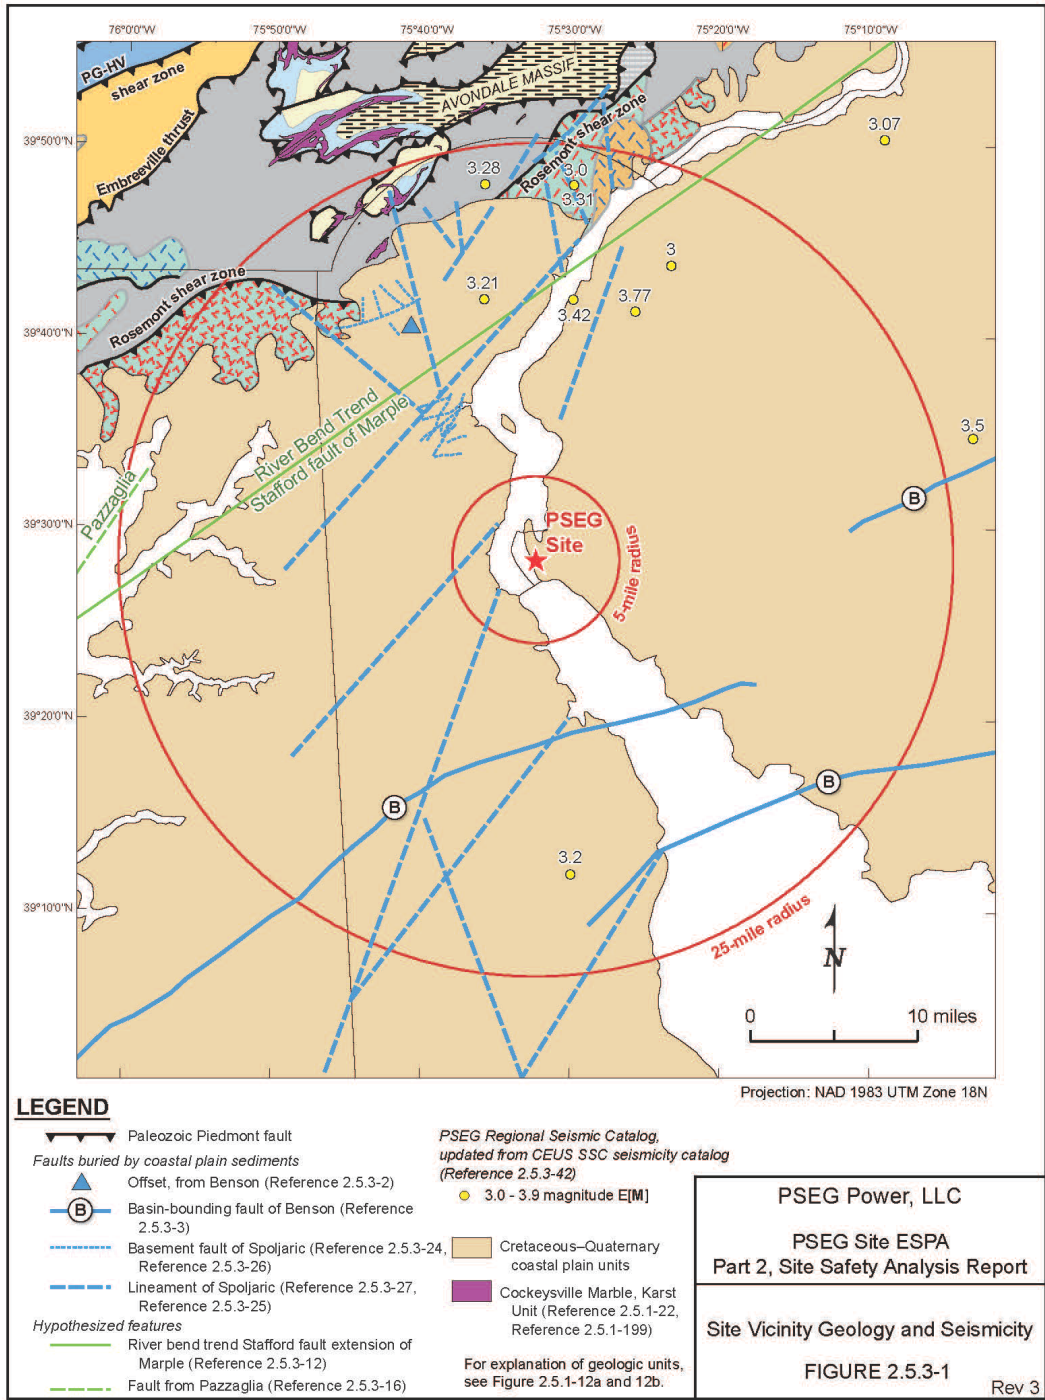 76°0'0"W
75°50'0"W
75°40'0"W
75°30'0"W
75°20'0"W
75°10'0"W
PG-HV
shear zone
AVONDALE MASSIF
Embreeville thrust
Rosemont shear zone
39°50'0"N
3.07
3.28
3.0
3.31
3
Rosemont shear zone
3.21
3.77
3.42
39°40'0"N
River Bend Trend
Stafford fault of Marple
3.5
Pazzaglia
B
39°30'0"N
PSEG
Site
5-mile radius
39°20'0"N
B
B
3.2
39°10'0"N
25-mile radius
N
0
10 miles
Projection: NAD 1983 UTM Zone 18N
LEGEND
Paleozoic Piedmont fault
Faults buried by coastal plain sediments
Offset, from Benson (Reference 2.5.3-2)
B
Basin-bounding fault of Benson (Reference
2.5.3-3)
Basement fault of Spoljaric (Reference 2.5.3-24,
Reference 2.5.3-26)
Lineament of Spoljaric (Reference 2.5.3-27,
Reference 2.5.3-25)
Hypothesized features
River bend trend Stafford fault extension of
Marple (Reference 2.5.3-12)
Fault from Pazzaglia (Reference 2.5.3-16)
PSEG Regional Seismic Catalog,
updated from CEUS SSC seismicity catalog
(Reference 2.5.3-42)
3.0 - 3.9 magnitude E[M]
Cretaceous–Quaternary
coastal plain units
Cockeysville Marble, Karst
Unit (Reference 2.5.1-22,
Reference 2.5.1-199)
For explanation of geologic units,
see Figure 2.5.1-12a and 12b.
PSEG Power, LLC
PSEG Site ESPA
Part 2, Site Safety Analysis Report
Site Vicinity Geology and Seismicity
FIGURE 2.5.3-1
Rev 3